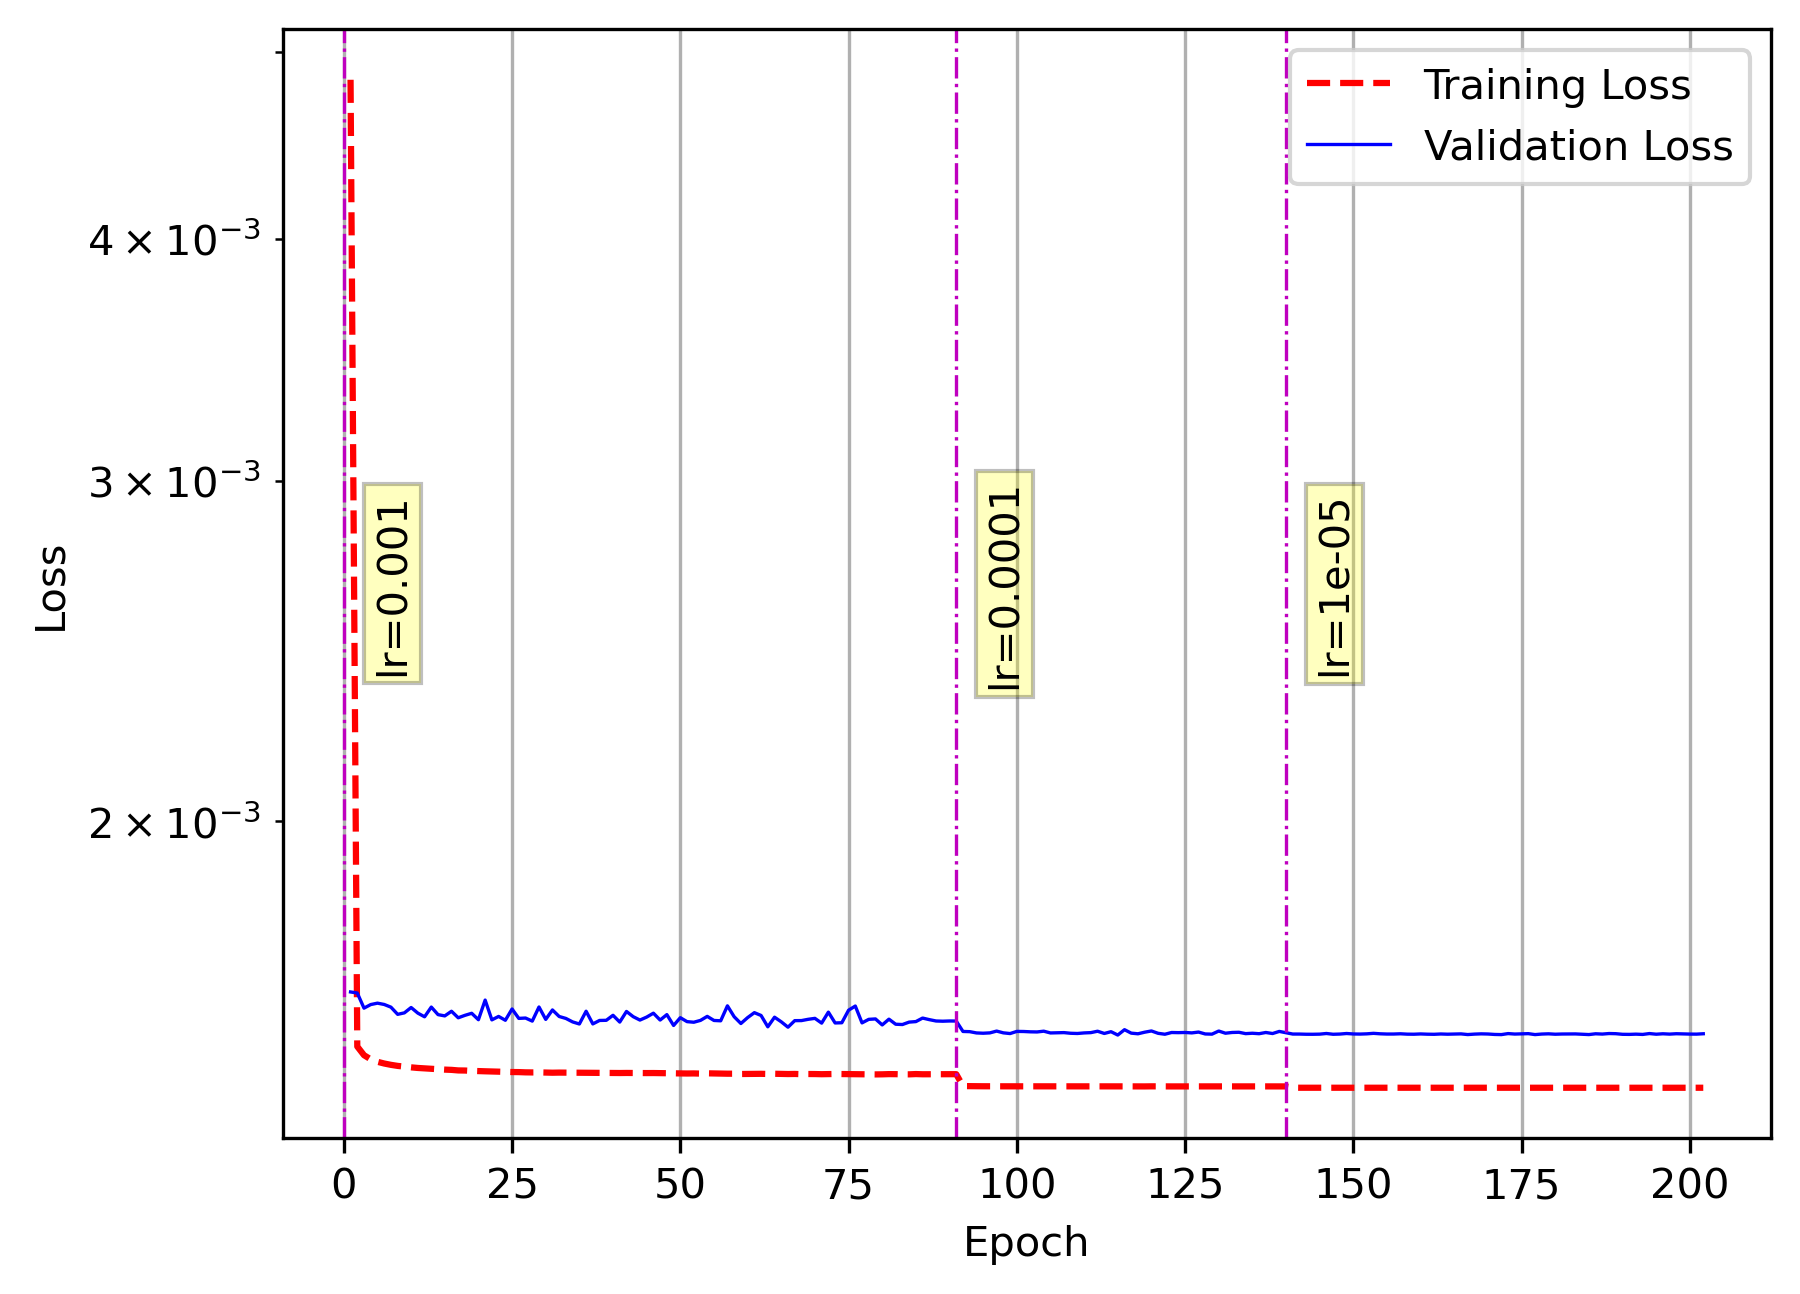 Training Loss
Validation Loss
4 × 10⁻³
3 × 10⁻³
2 × 10⁻³
Loss
lr=0.001
lr=0.0001
lr=1e-05
0 25 50 75 100 125 150 175 200
Epoch